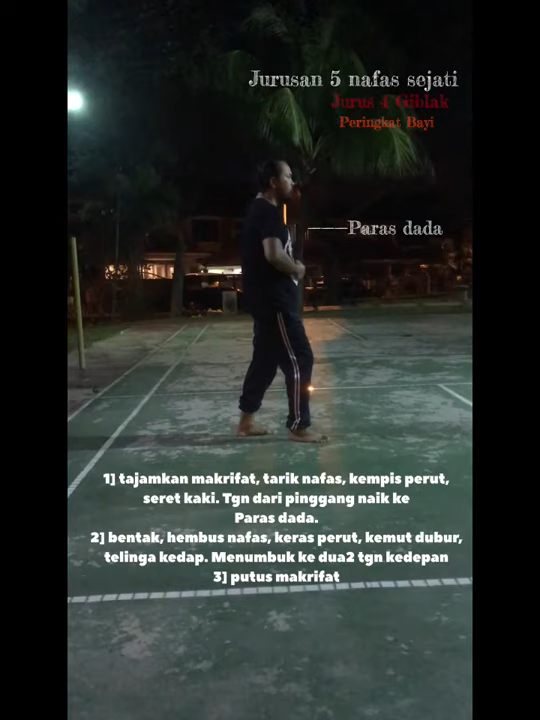 Jurusan 5 nafas sejati
Jurus 4 Giblak
Peringkat Bayi
Paras dada
1] tajamkan makrifat, tarik nafas, kempis perut,
seret kaki. Tgn dari pinggang naik ke
Paras dada.
2] bentak, hembus nafas, keras perut, kemut dubur,
telinga kedap. Menumbuk ke dua2 tgn kedepan
3] putus makrifat